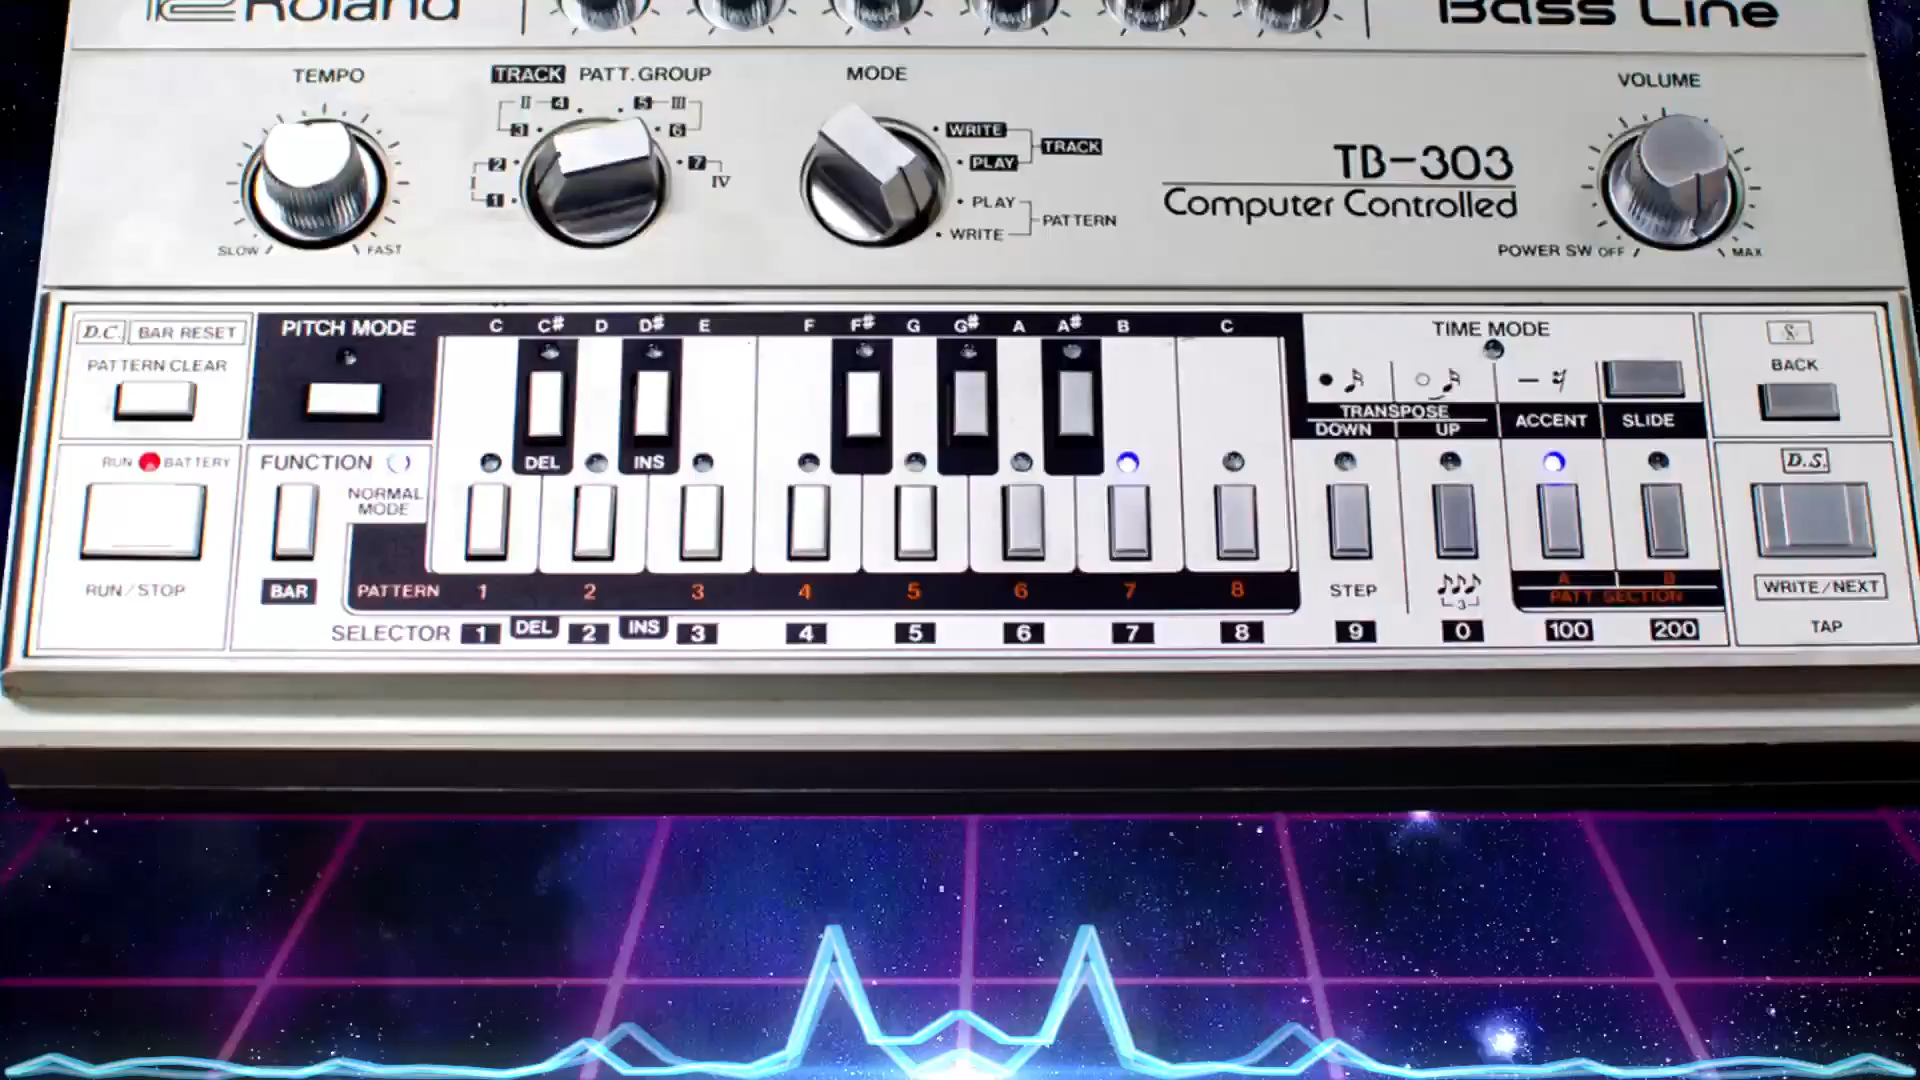 Roland
Bass Line
TEMPO
TRACK PATT. GROUP
MODE
VOLUME
II 4
5 III
3
6
2
7
I
IV
1
WRITE
PLAY
TRACK
PLAY
WRITE
PATTERN
TB-303
Computer Controlled
SLOW
FAST
POWER SW OFF
MAX
D.C. BAR RESET
PATTERN CLEAR
PITCH MODE
C C# D D# E F F# G G# A A# B C
TIME MODE
S.
BACK
TRANSPOSE
DOWN UP
ACCENT
SLIDE
RUN BATTERY
FUNCTION
DEL
INS
D.S.
NORMAL
MODE
RUN/STOP
BAR
PATTERN 1 2 3 4 5 6 7 8
STEP
3
A B
PATT SECTION
WRITE/NEXT
SELECTOR 1 DEL 2 INS 3 4 5 6 7 8 9 0 100 200
TAP